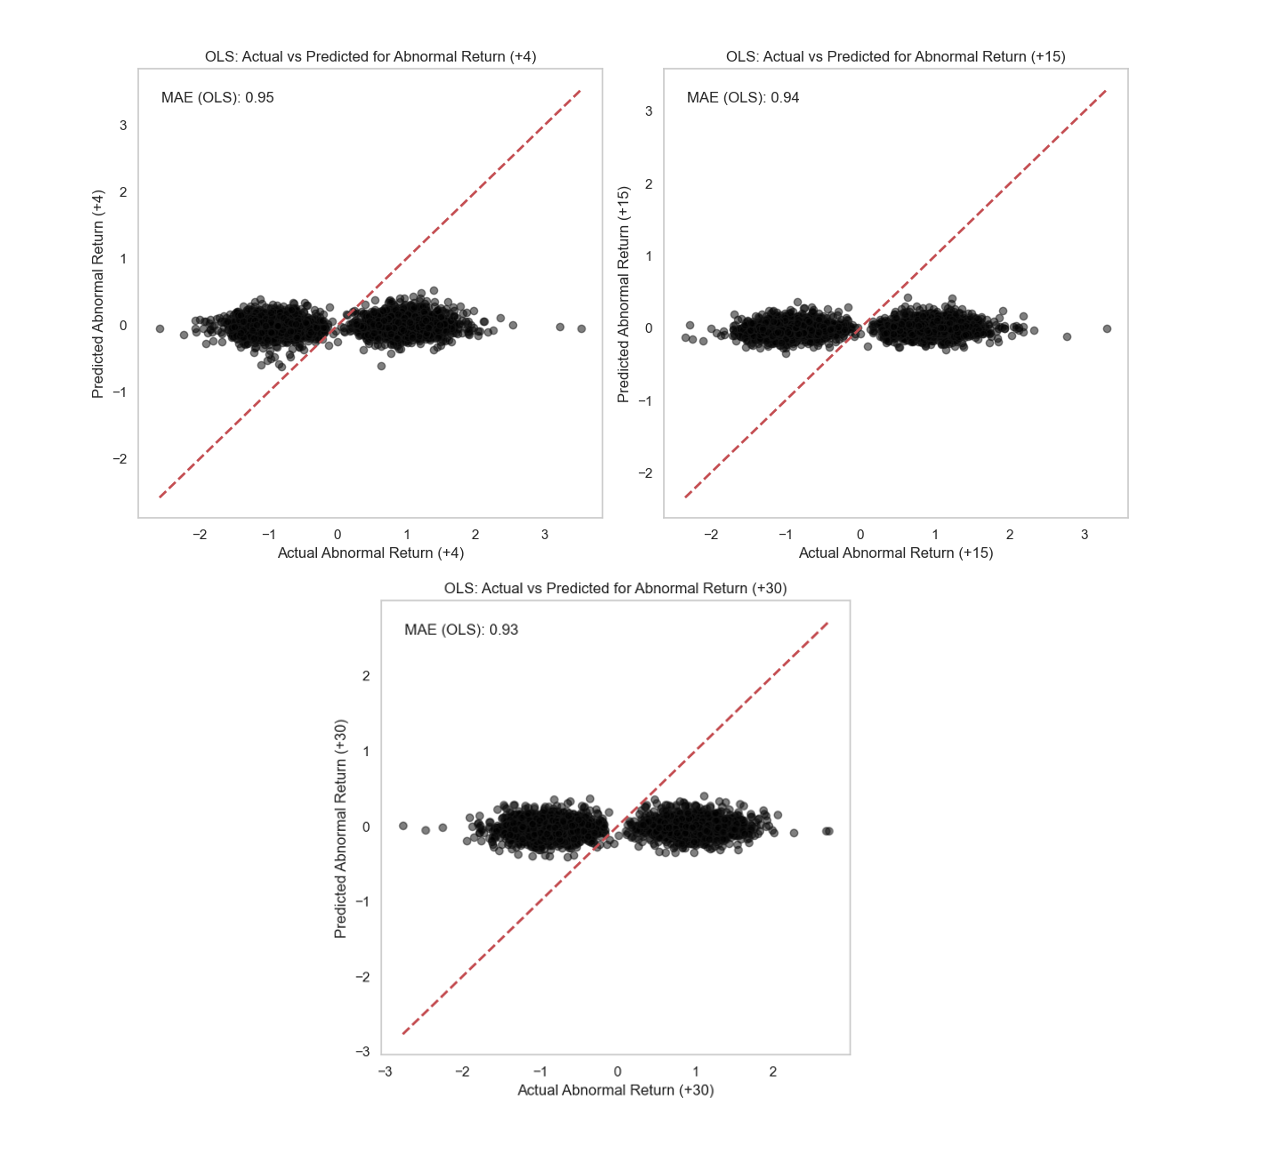 OLS: Actual vs Predicted for Abnormal Return (+4)
MAE (OLS): 0.95
Predicted Abnormal Return (+4)
3
2
1
0
−1
−2
−2 −1 0 1 2 3
Actual Abnormal Return (+4)
OLS: Actual vs Predicted for Abnormal Return (+15)
MAE (OLS): 0.94
Predicted Abnormal Return (+15)
3
2
1
0
−1
−2
−2 −1 0 1 2 3
Actual Abnormal Return (+15)
OLS: Actual vs Predicted for Abnormal Return (+30)
MAE (OLS): 0.93
Predicted Abnormal Return (+30)
2
1
0
−1
−2
−3
−3 −2 −1 0 1 2
Actual Abnormal Return (+30)